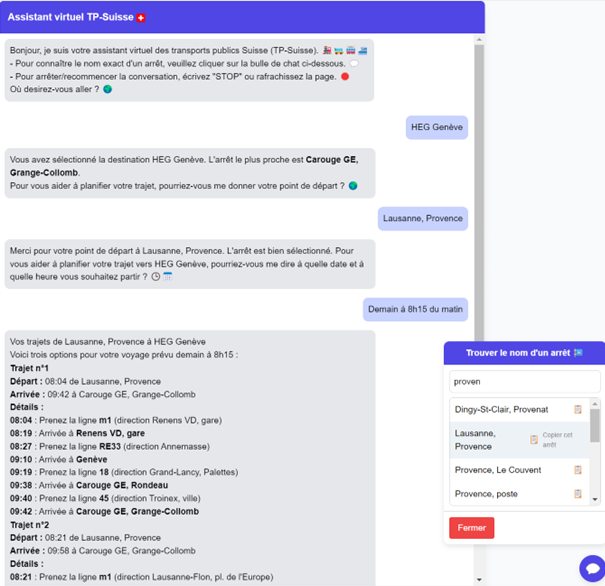 Assistant virtuel TP-Suisse
Bonjour, je suis votre assistant virtuel des transports publics Suisse (TP-Suisse).
- Pour connaître le nom exact d'un arrêt, veuillez cliquer sur la bulle de chat ci-dessous.
- Pour arrêter/recommencer la conversation, écrivez "STOP" ou rafraichissez la page.
Où desirez-vous aller ?
HEG Genève
Vous avez sélectionné la destination HEG Genève. L'arrêt le plus proche est Carouge GE,
Grange-Collomb.
Pour vous aider à planifier votre trajet, pourriez-vous me donner votre point de départ ?
Lausanne, Provence
Merci pour votre point de départ à Lausanne, Provence. L'arrêt est bien sélectionné. Pour
vous aider à planifier votre trajet vers HEG Genève, pourriez-vous me dire à quelle date et à
quelle heure vous souhaitez partir ?
Demain à 8h15 du matin
Vos trajets de Lausanne, Provence à HEG Genève
Voici trois options pour votre voyage prévu demain à 8h15 :
Trajet n°1
Départ : 08:04 de Lausanne, Provence
Arrivée : 09:42 à Carouge GE, Grange-Collomb
Détails :
08:04 : Prenez la ligne m1 (direction Renens VD, gare)
08:19 : Arrivée à Renens VD, gare
08:27 : Prenez la ligne RE33 (direction Annemasse)
09:10 : Arrivée à Genève
09:19 : Prenez la ligne 18 (direction Grand-Lancy, Palettes)
09:38 : Arrivée à Carouge GE, Rondeau
09:40 : Prenez la ligne 45 (direction Troinex, ville)
09:42 : Arrivée à Carouge GE, Grange-Collomb
Trajet n°2
Départ : 08:21 de Lausanne, Provence
Arrivée : 09:58 à Carouge GE, Grange-Collomb
Détails :
08:21 : Prenez la ligne m1 (direction Lausanne-Flon, pl. de l'Europe)
Trouver le nom d'un arrêt
proven
Dingy-St-Clair, Provenat
Lausanne,
Provence
Copier cet
arrêt
Provence, Le Couvent
Provence, poste
Fermer